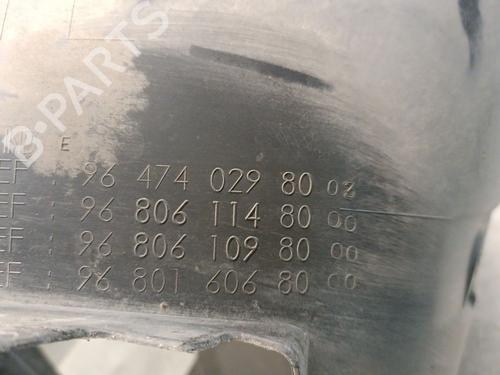 B-PARTS
E
EF : 96 474 029 80 02
EF : 96 806 114 80 00
EF : 96 806 109 80 00
EF : 96 801 606 80 00